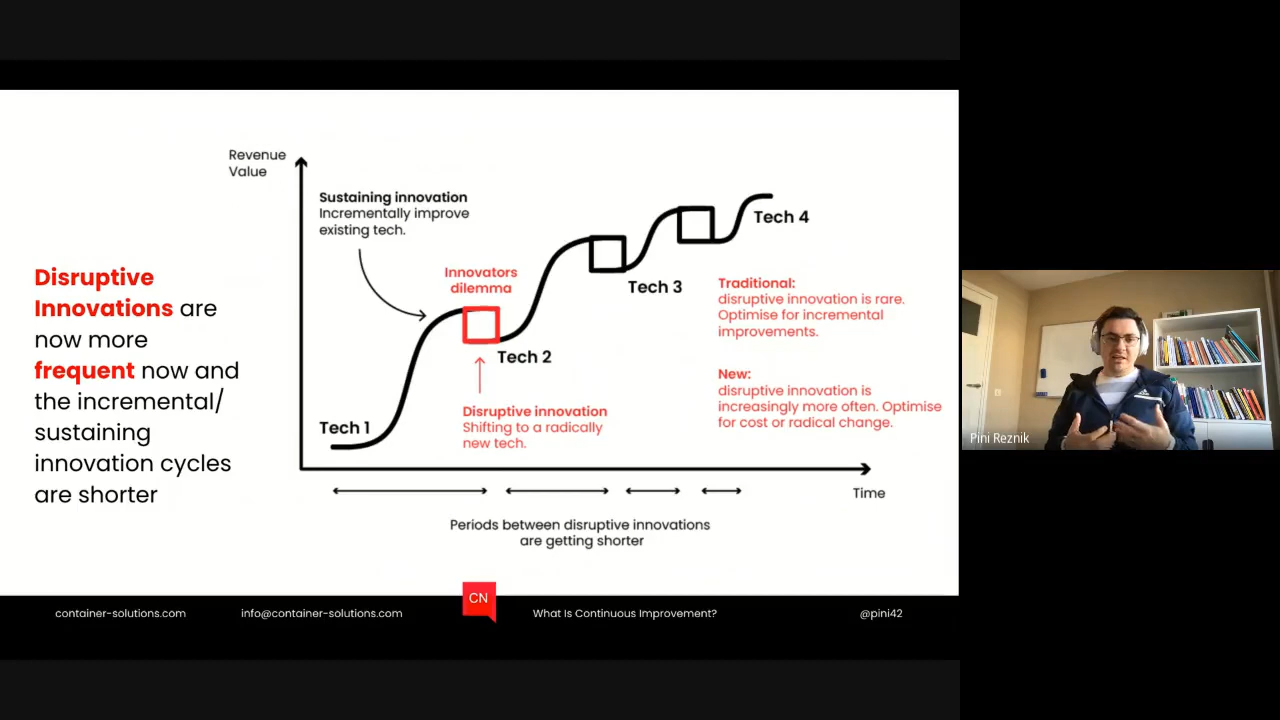 Disruptive
Innovations are
now more
frequent now and
the incremental/
sustaining
innovation cycles
are shorter
Revenue
Value
Sustaining innovation
Incrementally improve
existing tech.
Innovators
dilemma
Tech 1
Tech 2
Tech 3
Tech 4
Disruptive innovation
Shifting to a radically
new tech.
Traditional:
disruptive innovation is rare.
Optimise for incremental
improvements.
New:
disruptive innovation is
increasingly more often. Optimise
for cost or radical change.
Time
Periods between disruptive innovations
are getting shorter
container-solutions.com
info@container-solutions.com
CN
What Is Continuous Improvement?
@pini42
Pini Reznik